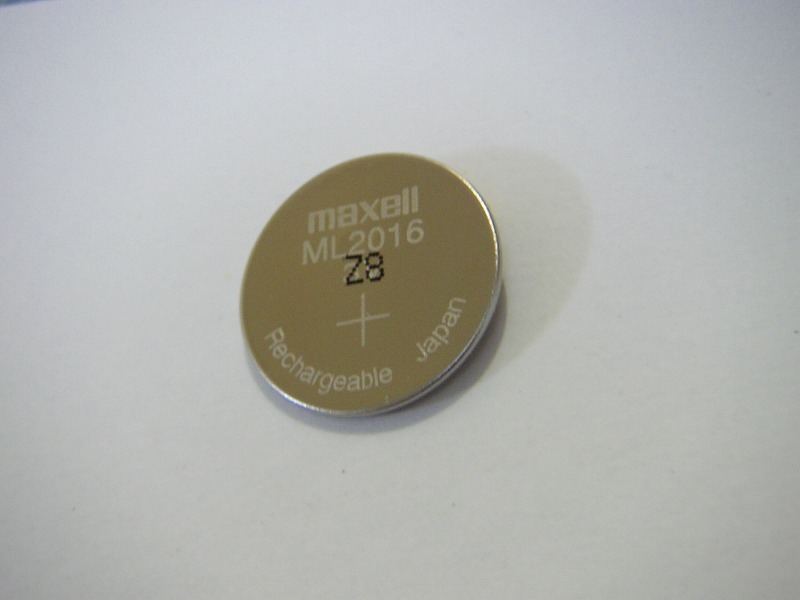 maxell
ML2016
Z8
+
Rechargeable Japan